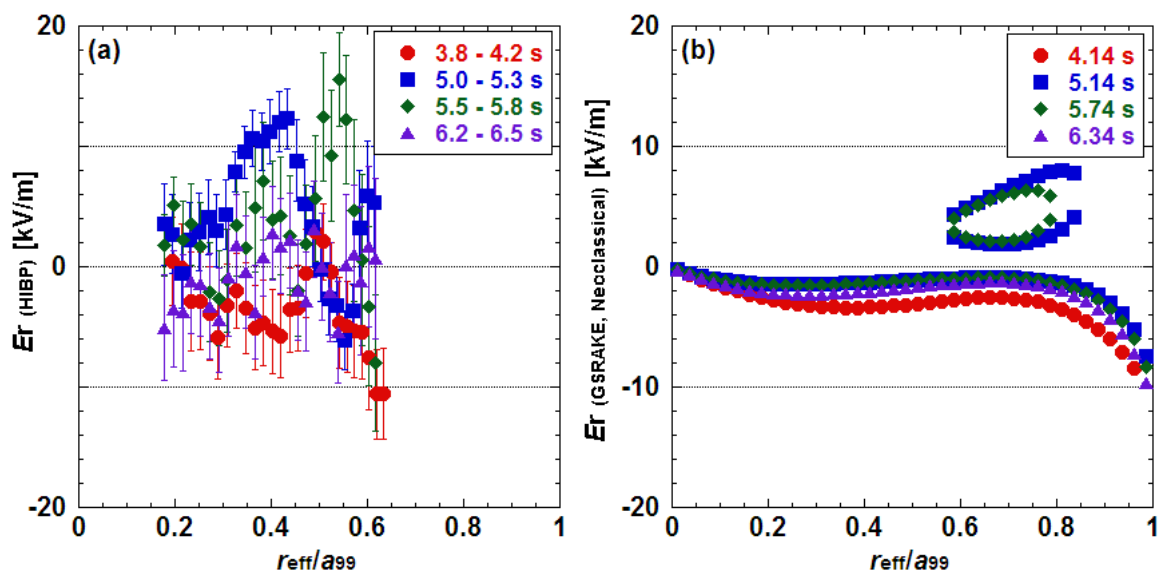 (a)
3.8 - 4.2 s
5.0 - 5.3 s
5.5 - 5.8 s
6.2 - 6.5 s
20
10
0
-10
-20
Er (HIBP) [kV/m]
0 0.2 0.4 0.6 0.8 1
reff/a99
(b)
4.14 s
5.14 s
5.74 s
6.34 s
20
10
0
-10
-20
Er (GSRAKE, Neoclassical) [kV/m]
0 0.2 0.4 0.6 0.8 1
reff/a99